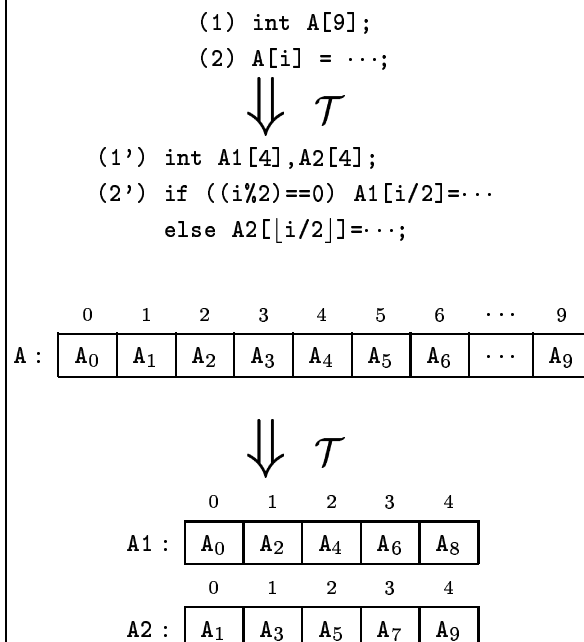 (1) int A[9];
(2) A[i] = ···;
⇓ 𝒯
(1') int A1[4],A2[4];
(2') if ((i%2)==0) A1[i/2]=···
else A2[⌊i/2⌋]=···;
0 1 2 3 4 5 6 ··· 9
A : A₀ A₁ A₂ A₃ A₄ A₅ A₆ ··· A₉
⇓ 𝒯
0 1 2 3 4
A1 : A₀ A₂ A₄ A₆ A₈
0 1 2 3 4
A2 : A₁ A₃ A₅ A₇ A₉